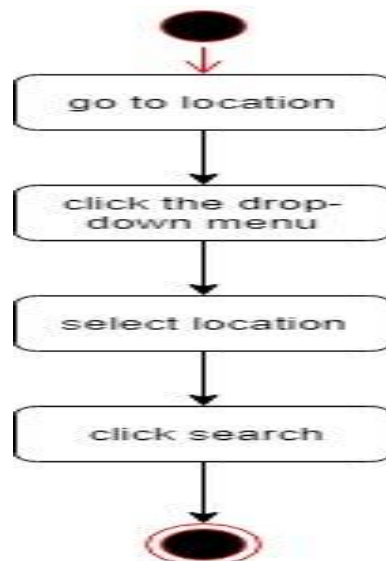 go to location
click the drop-
down menu
select location
click search